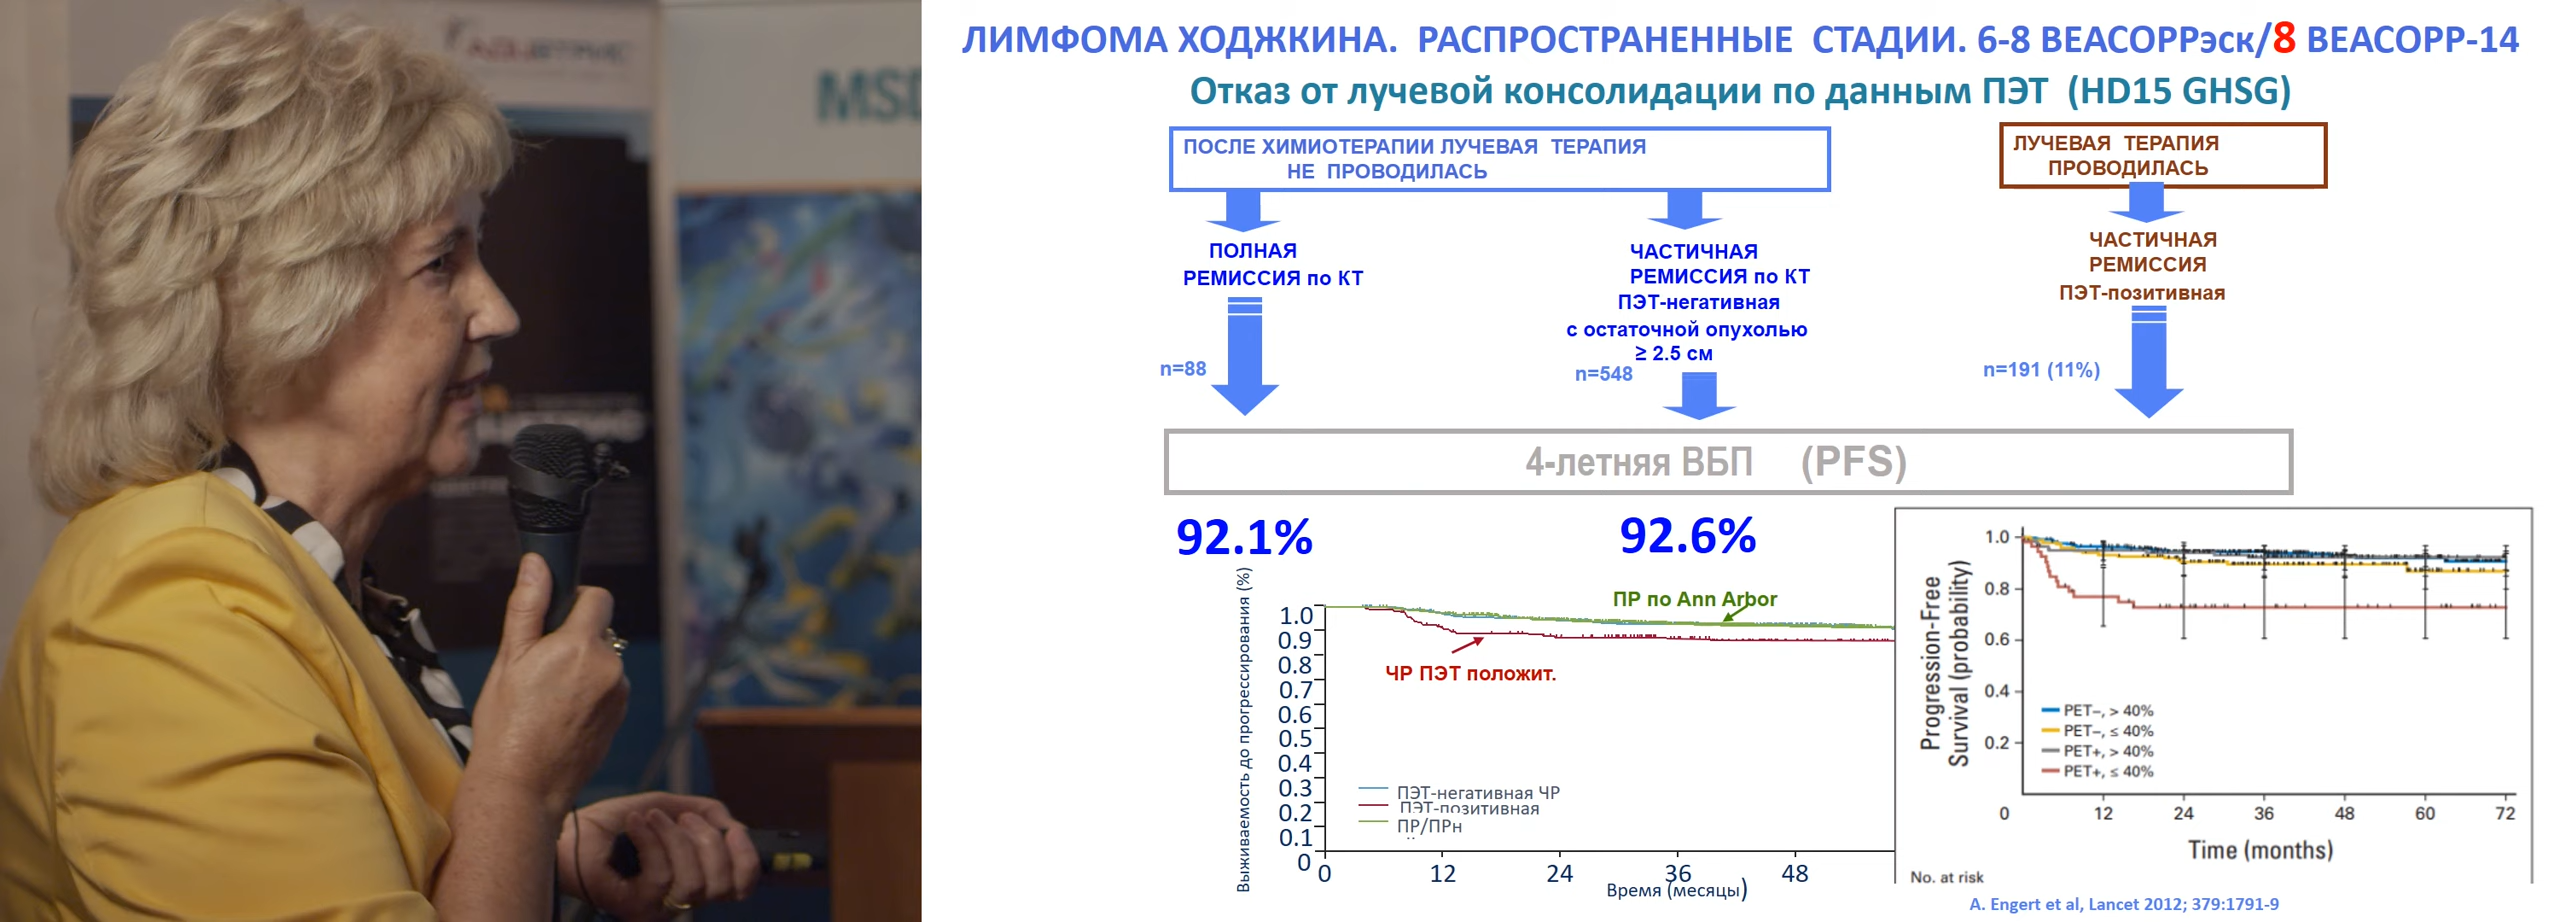 MSD
ЛИМФОМА ХОДЖКИНА. РАСПРОСТРАНЕННЫЕ СТАДИИ. 6-8 BEACOPPэск/8 BEACOPP-14
Отказ от лучевой консолидации по данным ПЭТ (HD15 GHSG)
ПОСЛЕ ХИМИОТЕРАПИИ ЛУЧЕВАЯ ТЕРАПИЯ
НЕ ПРОВОДИЛАСЬ
ЛУЧЕВАЯ ТЕРАПИЯ
ПРОВОДИЛАСЬ
ПОЛНАЯ
РЕМИССИЯ по КТ
n=88
ЧАСТИЧНАЯ
РЕМИССИЯ по КТ
ПЭТ-негативная
с остаточной опухолью
≥ 2.5 см
n=548
ЧАСТИЧНАЯ
РЕМИССИЯ
ПЭТ-позитивная
n=191 (11%)
4-летняя ВБП (PFS)
92.1%
92.6%
Выживаемость до прогрессирования (%)
1.0
0.9
0.8
0.7
0.6
0.5
0.4
0.3
0.2
0.1
0
ПР по Ann Arbor
ЧР ПЭТ положит.
ПЭТ-негативная ЧР
ПЭТ-позитивная
ПР/ПРн
0 12 24 36 48
Время (месяцы)
Progression-Free
Survival (probability)
1.0
0.8
0.6
0.4
0.2
PET–, > 40%
PET–, ≤ 40%
PET+, > 40%
PET+, ≤ 40%
0 12 24 36 48 60 72
Time (months)
No. at risk
A. Engert et al, Lancet 2012; 379:1791-9